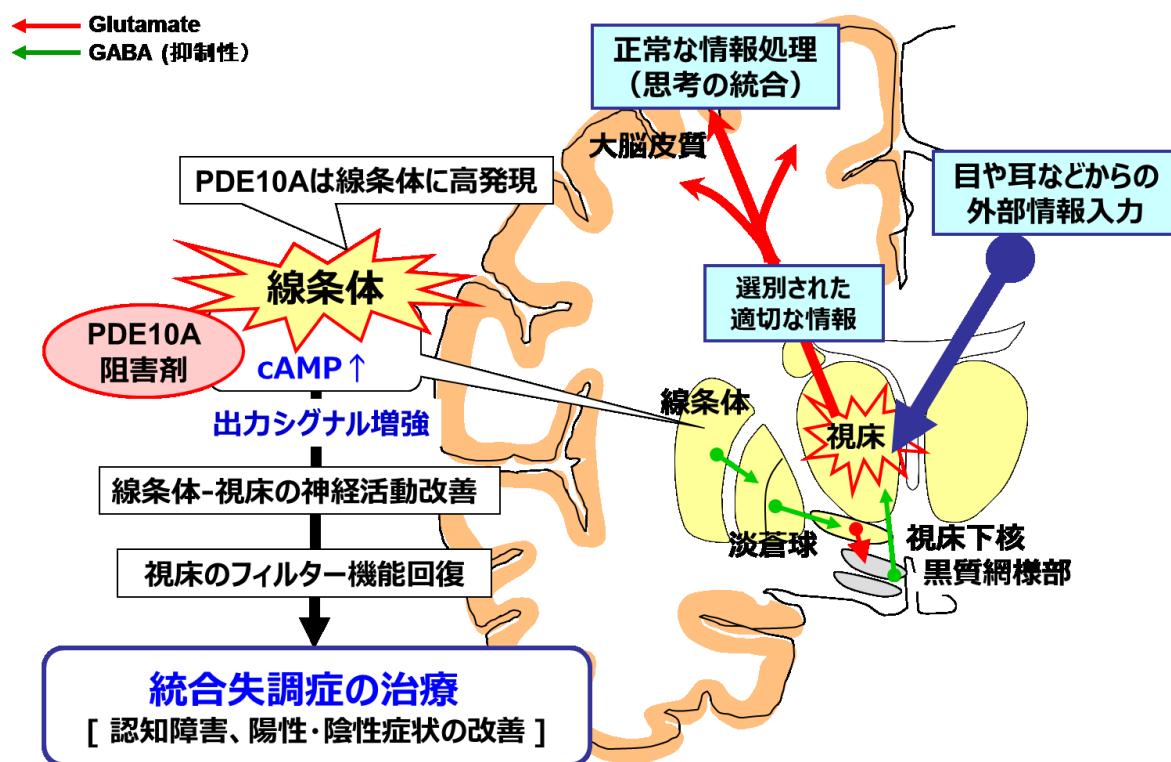 Glutamate
GABA (抑制性)
正常な情報処理
(思考の統合)
大脳皮質
目や耳などからの
外部情報入力
PDE10Aは線条体に高発現
線条体
PDE10A
阻害剤
cAMP↑
出力シグナル増強
線条体-視床の神経活動改善
視床のフィルター機能回復
統合失調症の治療
[ 認知障害、陽性・陰性症状の改善 ]
選別された
適切な情報
線条体
視床
淡蒼球
視床下核
黒質網様部